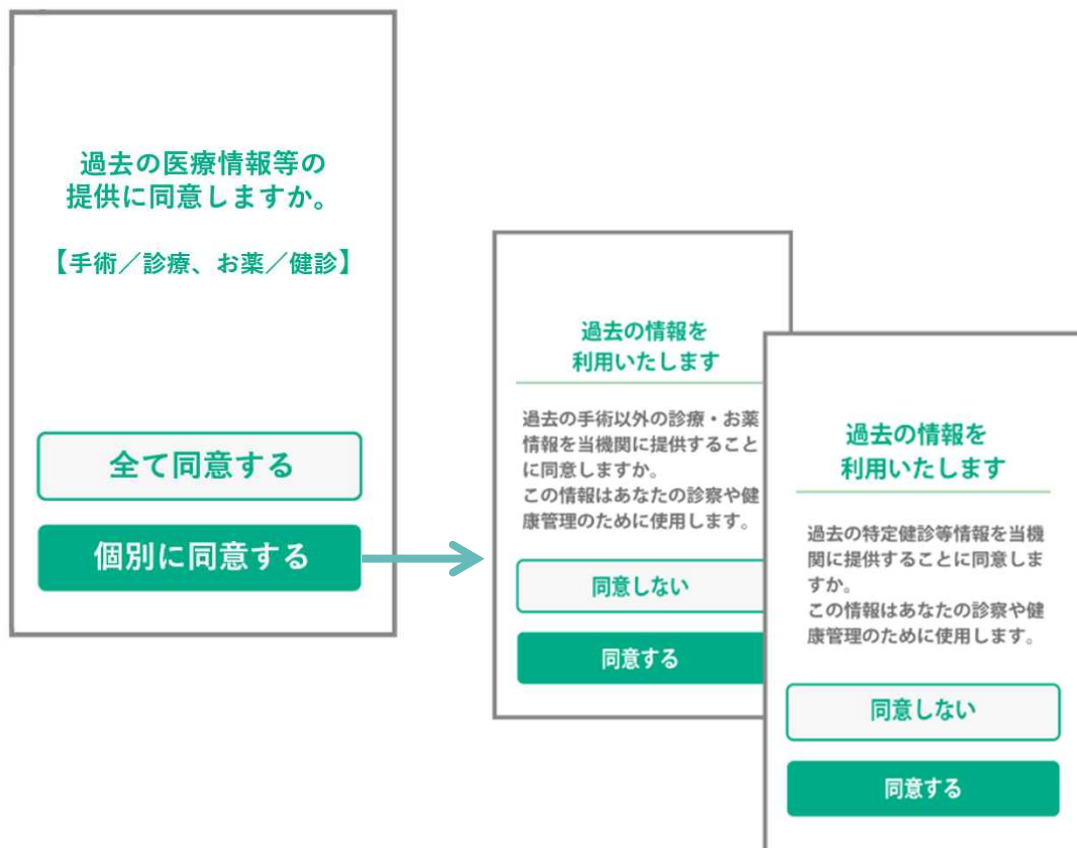 過去の医療情報等の
提供に同意しますか。
【手術／診療、お薬／健診】
全て同意する
個別に同意する
過去の情報を
利用いたします
過去の手術以外の診療・お薬
情報を当機関に提供すること
に同意しますか。
この情報はあなたの診察や健
康管理のために使用します。
同意しない
同意する
過去の情報を
利用いたします
過去の特定健診等情報を当機
関に提供することに同意しま
すか。
この情報はあなたの診察や健
康管理のために使用します。
同意しない
同意する